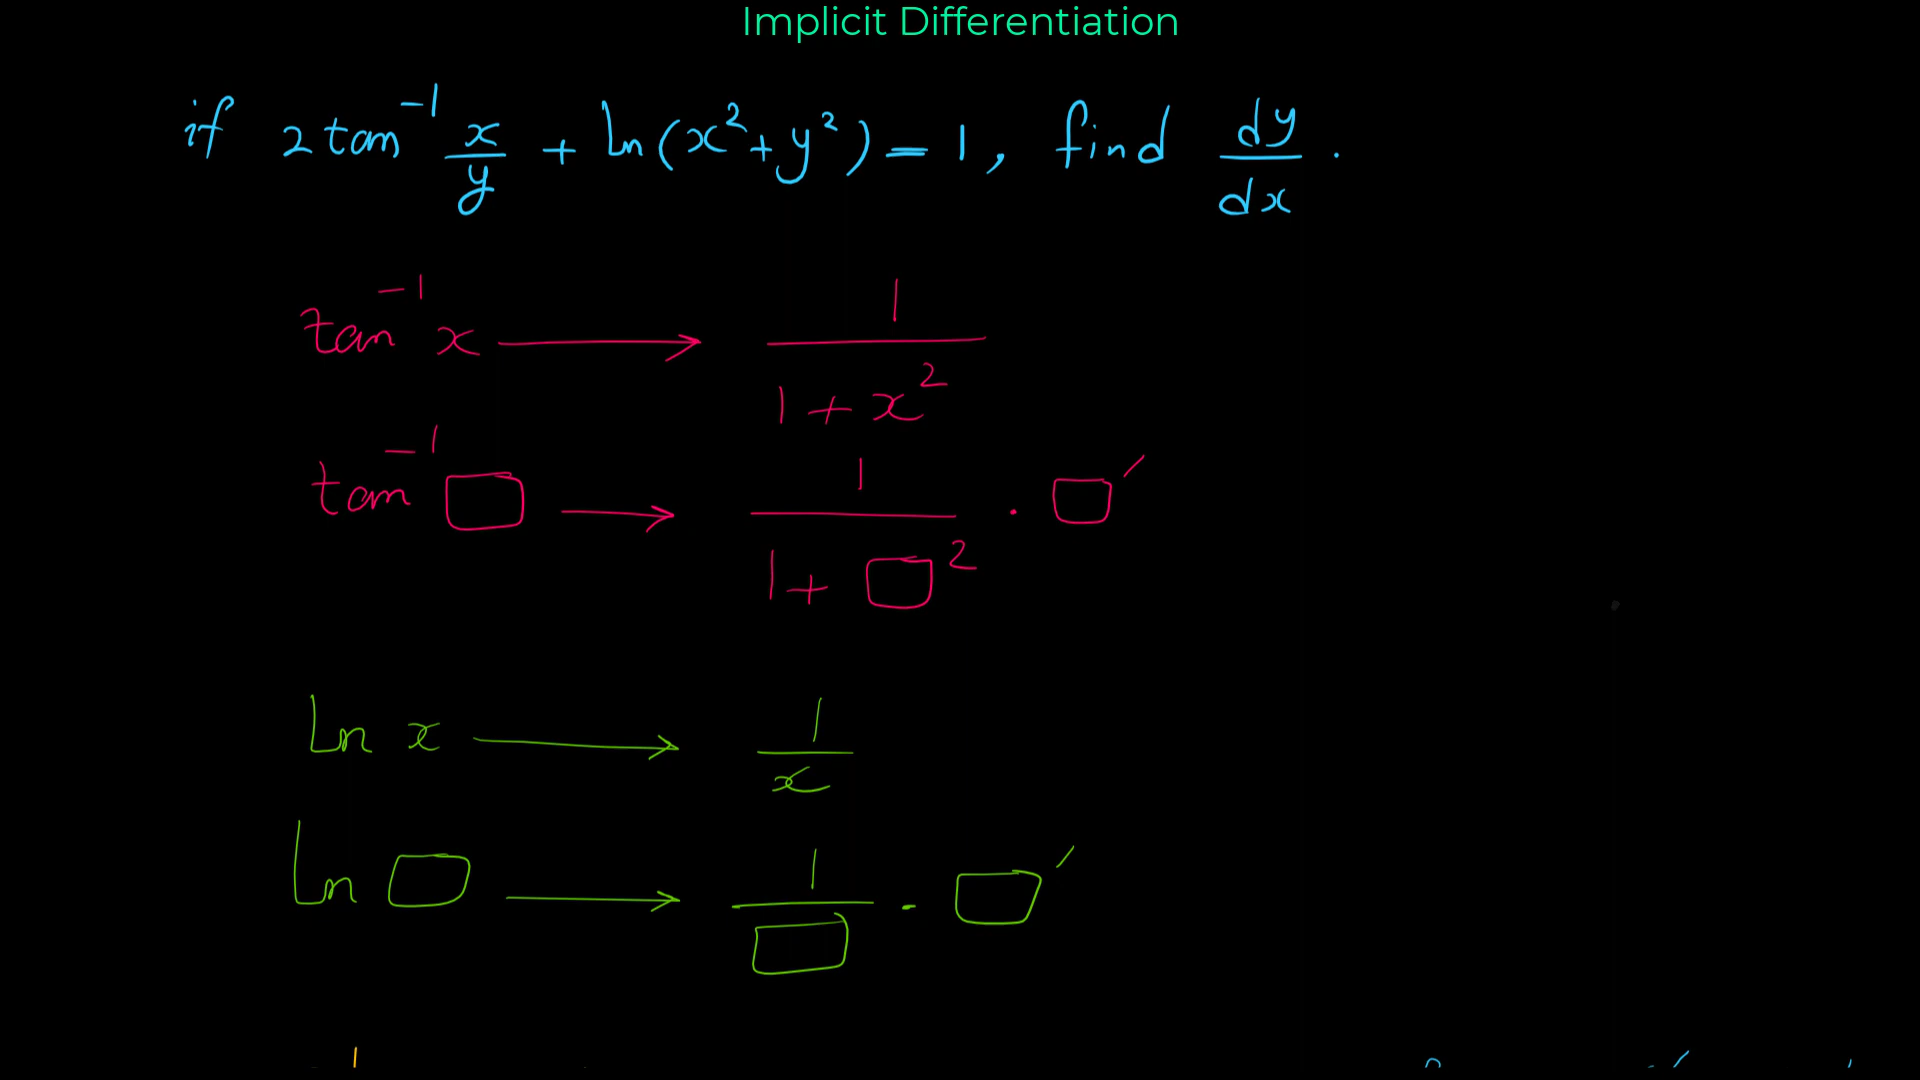 Implicit Differentiation
if 2 tan⁻¹ x/y + ln(x² + y²) = 1, find dy/dx.
tan⁻¹ x → 1/(1 + x²)
tan⁻¹ □ → 1/(1 + □²) · □′
ln x → 1/x
ln □ → 1/□ · □′